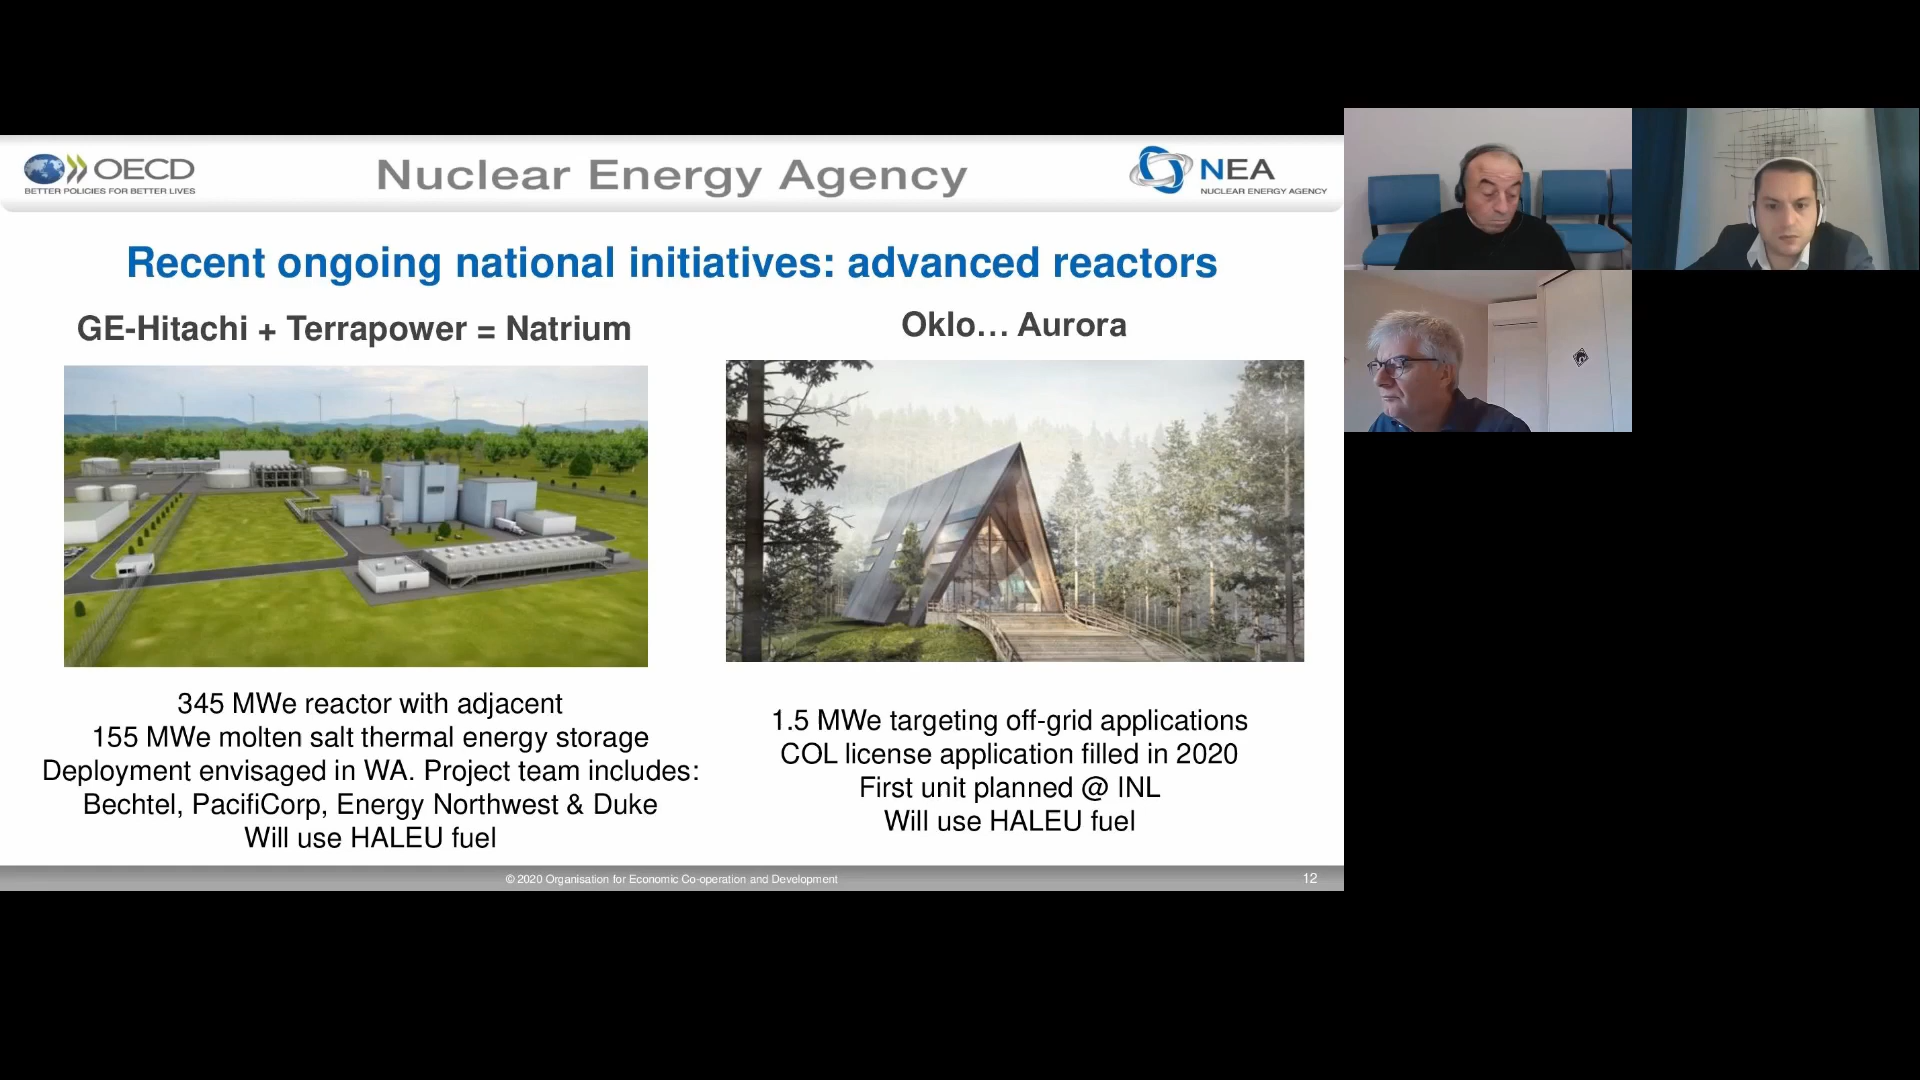 OECD
BETTER POLICIES FOR BETTER LIVES
Nuclear Energy Agency
NEA
NUCLEAR ENERGY AGENCY
Recent ongoing national initiatives: advanced reactors
GE-Hitachi + Terrapower = Natrium
345 MWe reactor with adjacent
155 MWe molten salt thermal energy storage
Deployment envisaged in WA. Project team includes:
Bechtel, PacifiCorp, Energy Northwest & Duke
Will use HALEU fuel
Oklo… Aurora
1.5 MWe targeting off-grid applications
COL license application filled in 2020
First unit planned @ INL
Will use HALEU fuel
© 2020 Organisation for Economic Co-operation and Development
12